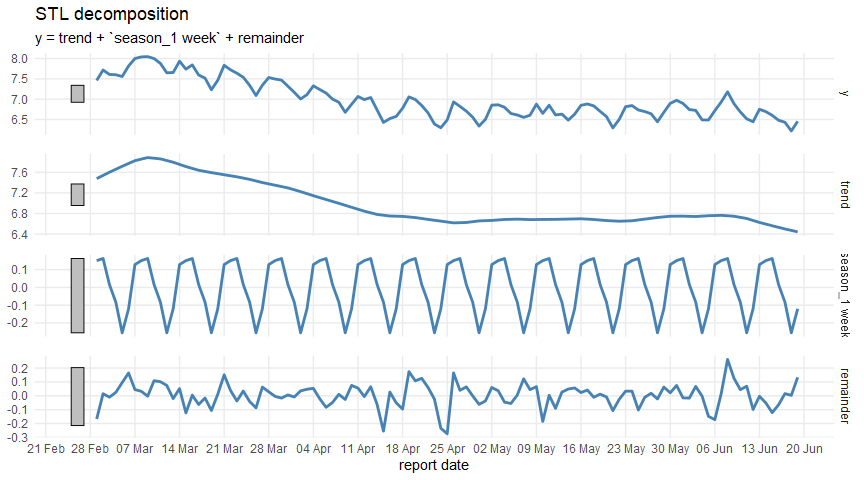 STL decomposition
y = trend + `season_1 week` + remainder
8.0
7.5
7.0
6.5
y
7.6
7.2
6.8
6.4
trend
0.1
0.0
-0.1
-0.2
season_1 week
0.2
0.1
0.0
-0.1
-0.2
-0.3
remainder
21 Feb 28 Feb 07 Mar 14 Mar 21 Mar 28 Mar 04 Apr 11 Apr 18 Apr 25 Apr 02 May 09 May 16 May 23 May 30 May 06 Jun 13 Jun 20 Jun
report date